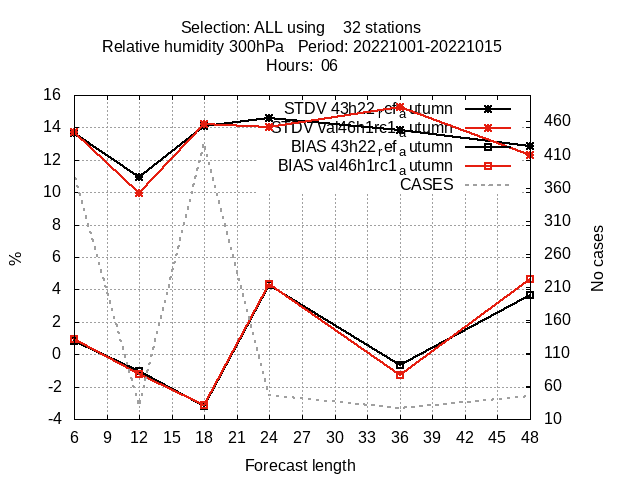 Selection: ALL using 32 stations
Relative humidity 300hPa Period: 20221001-20221015
Hours: 06
STDV 43h22_ref_autumn
STDV val46h1rc1_autumn
BIAS 43h22_ref_autumn
BIAS val46h1rc1_autumn
CASES
16
14
12
10
8
6
4
2
0
-2
-4
%
460
410
360
310
260
210
160
110
60
10
No cases
6 9 12 15 18 21 24 27 30 33 36 39 42 45 48
Forecast length